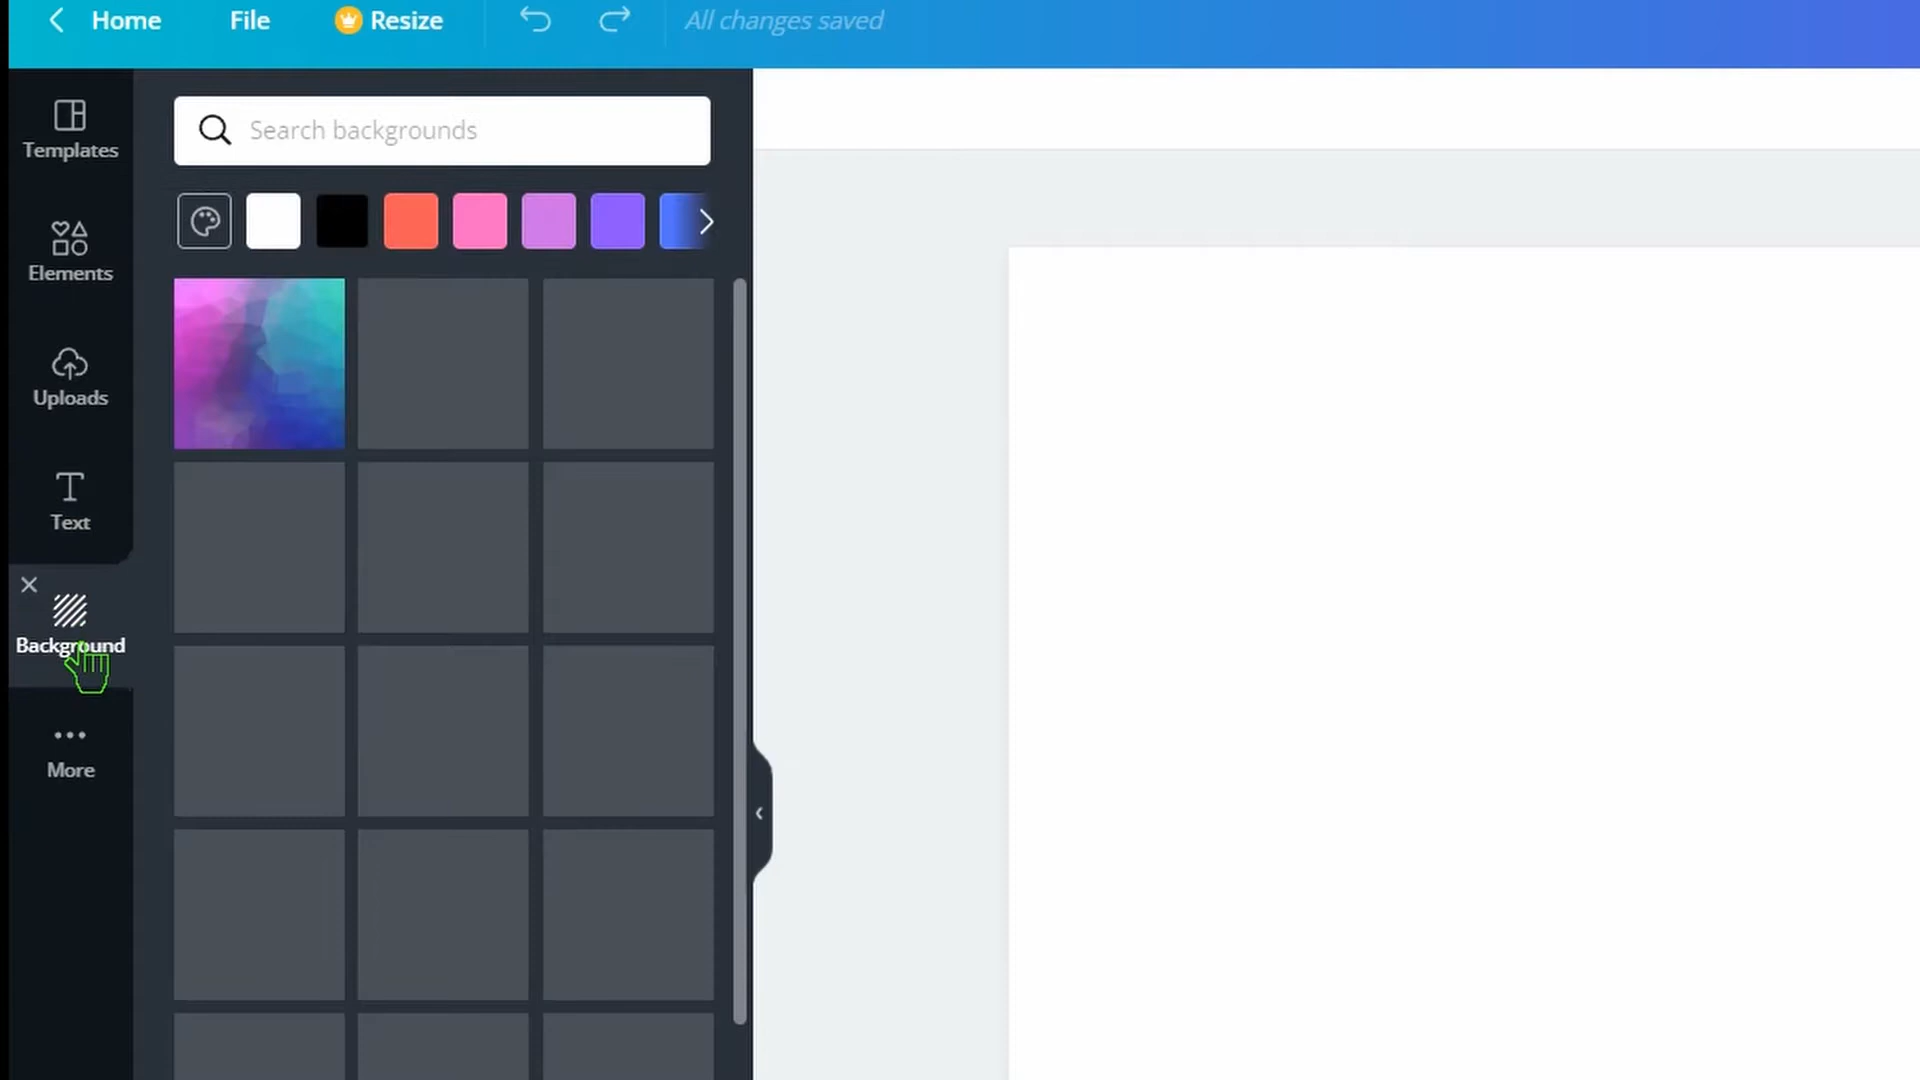 Home File Resize All changes saved
Templates
Search backgrounds
Elements
Uploads
Text
Background
More